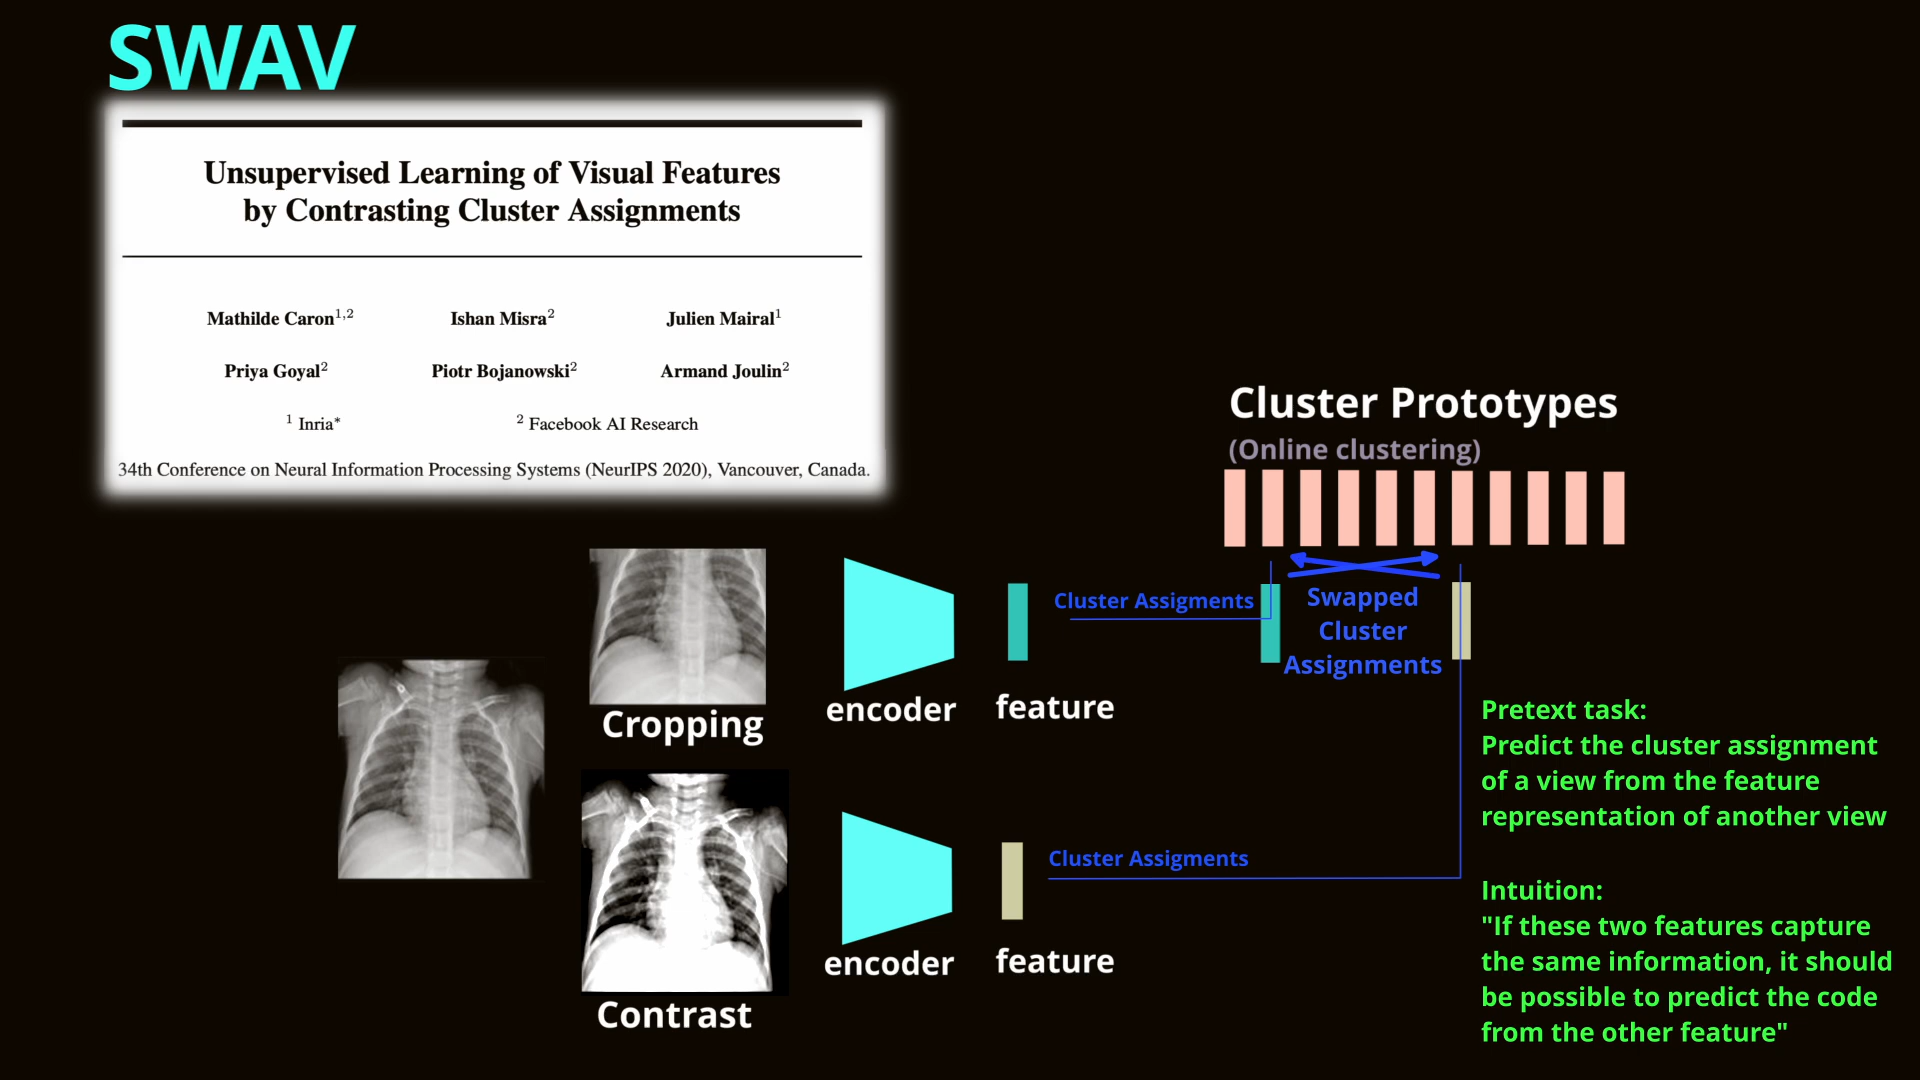 SWAV
Unsupervised Learning of Visual Features
by Contrasting Cluster Assignments
Mathilde Caron1,2 Ishan Misra2 Julien Mairal1
Priya Goyal2 Piotr Bojanowski2 Armand Joulin2
1 Inria* 2 Facebook AI Research
34th Conference on Neural Information Processing Systems (NeurIPS 2020), Vancouver, Canada.
Cluster Prototypes
(Online clustering)
Cluster Assigments
Swapped
Cluster
Assignments
Cropping
encoder
feature
Cluster Assigments
encoder
feature
Contrast
Pretext task:
Predict the cluster assignment
of a view from the feature
representation of another view
Intuition:
"If these two features capture
the same information, it should
be possible to predict the code
from the other feature"